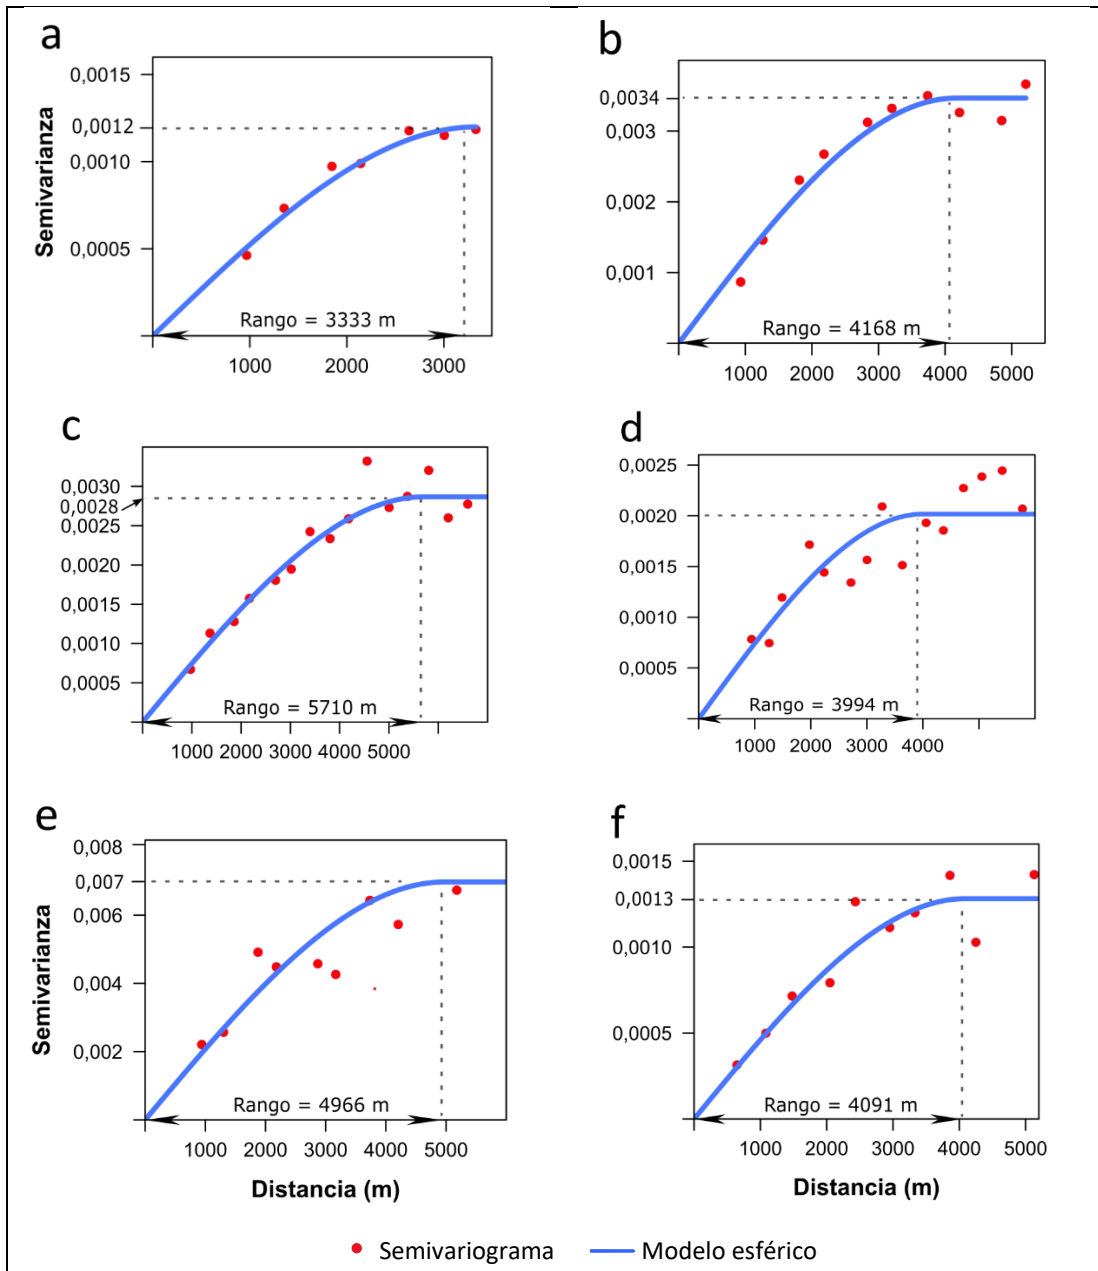 a
0,0015
0,0012
0,0010
0,0005
Semivarianza
Rango = 3333 m
1000 2000 3000
b
0,0034
0,003
0,002
0,001
Rango = 4168 m
1000 2000 3000 4000 5000
c
0,0030
0,0028
0,0025
0,0020
0,0015
0,0010
0,0005
Rango = 5710 m
1000 2000 3000 4000 5000
d
0,0025
0,0020
0,0015
0,0010
0,0005
Rango = 3994 m
1000 2000 3000 4000
e
0,008
0,007
0,006
0,004
0,002
Semivarianza
Rango = 4966 m
1000 2000 3000 4000 5000
Distancia (m)
f
0,0015
0,0013
0,0010
0,0005
Rango = 4091 m
1000 2000 3000 4000 5000
Distancia (m)
Semivariograma Modelo esférico